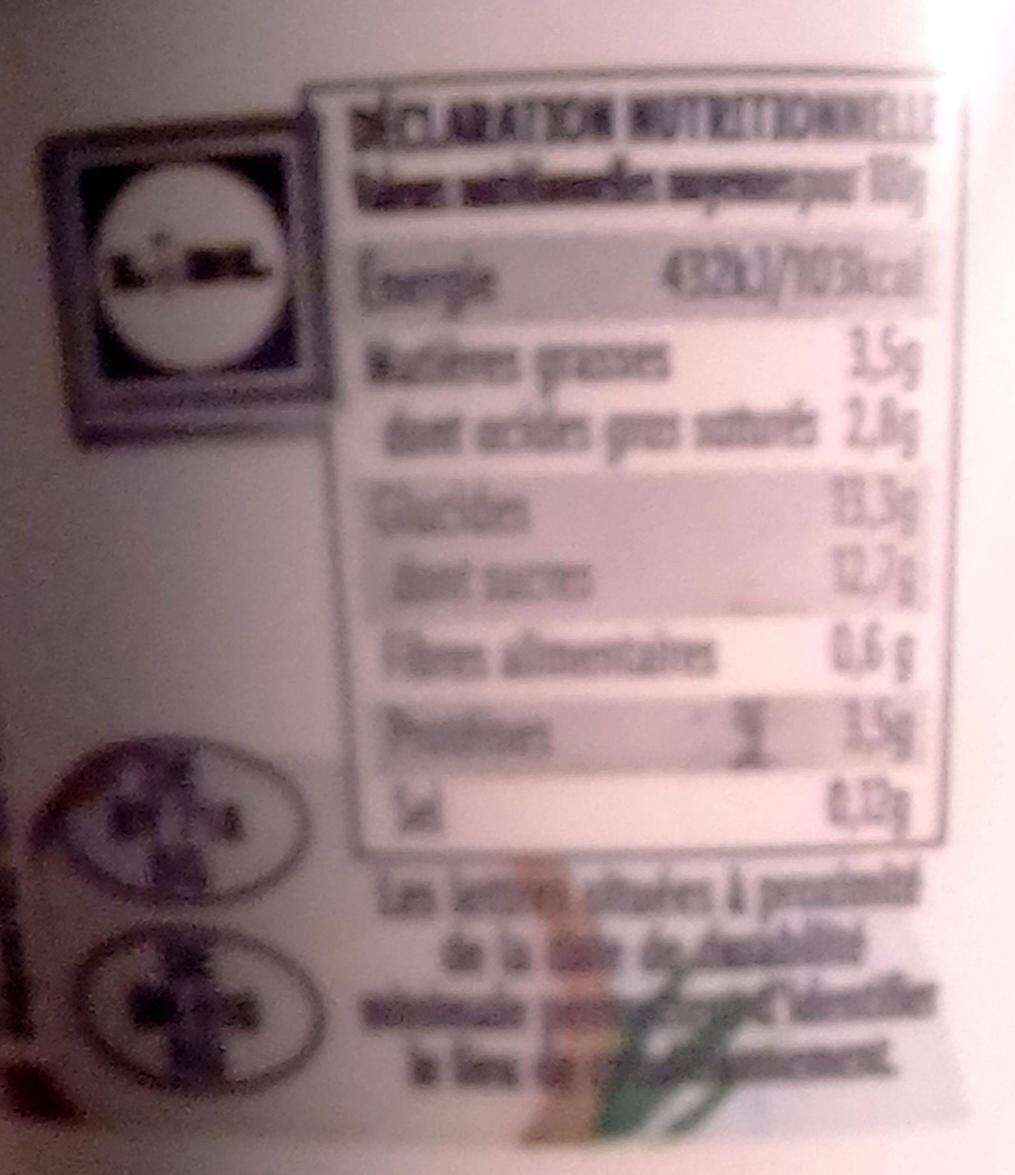 DÉCLARATION NUTRITIONNELLE
Valeurs nutritionnelles moyennes pour 100g
LIDL
Énergie 432kJ/103kcal
Matières grasses 3,5g
dont acides gras saturés 2,8g
Glucides 13,3g
dont sucres 12,7g
Fibres alimentaires 0,6 g
Protéines 3,5g
Sel 0,12g
Les lettres situées à proximité
de la date de durabilité
minimale d'identifier
le lieu de